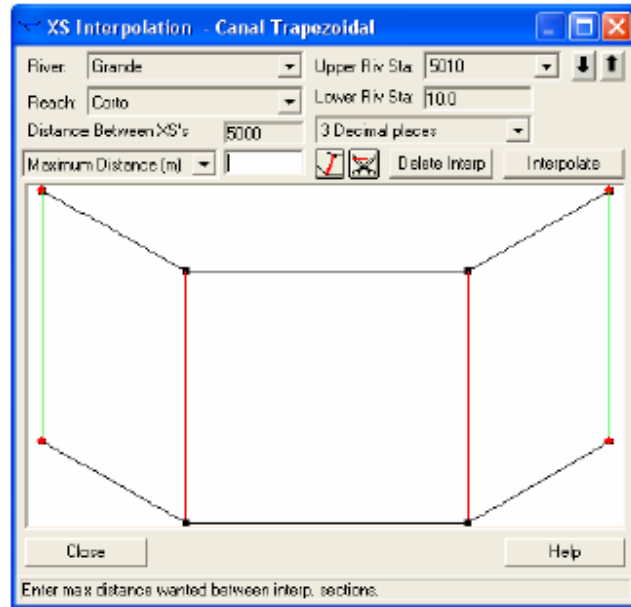 XS Interpolation - Canal Trapezoidal
River: Grande Upper Riv Sta: 5010
Reach: Corto Lower Riv Sta: 10.0
Distance Between XS's 5000 3 Decimal places
Maximum Distance (m) Delete Interp Interpolate
Close Help
Enter max distance wanted between interp. sections.